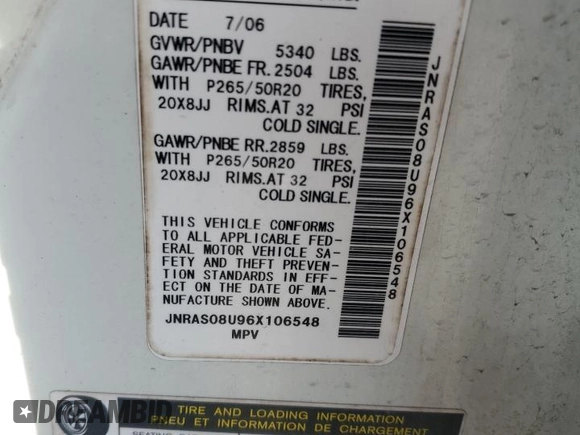 DATE 7/06
GVWR/PNBV 5340 LBS.
GAWR/PNBE FR. 2504 LBS.
WITH P265/50R20 TIRES,
20X8JJ RIMS. AT 32 PSI
COLD SINGLE.
GAWR/PNBE RR. 2859 LBS.
WITH P265/50R20 TIRES,
20X8JJ RIMS. AT 32 PSI
COLD SINGLE.
THIS VEHICLE CONFORMS
TO ALL APPLICABLE FED-
ERAL MOTOR VEHICLE SA-
FETY AND THEFT PREVEN-
TION STANDARDS IN EFF-
ECT ON THE DATE OF MA-
NUFACTURE SHOWN ABOVE.
JNRAS08U96X106548
MPV
JNRAS08U96X106548
TIRE AND LOADING INFORMATION
PNEU ET INFORMATION DE CHARGEMENT
DREAMBID